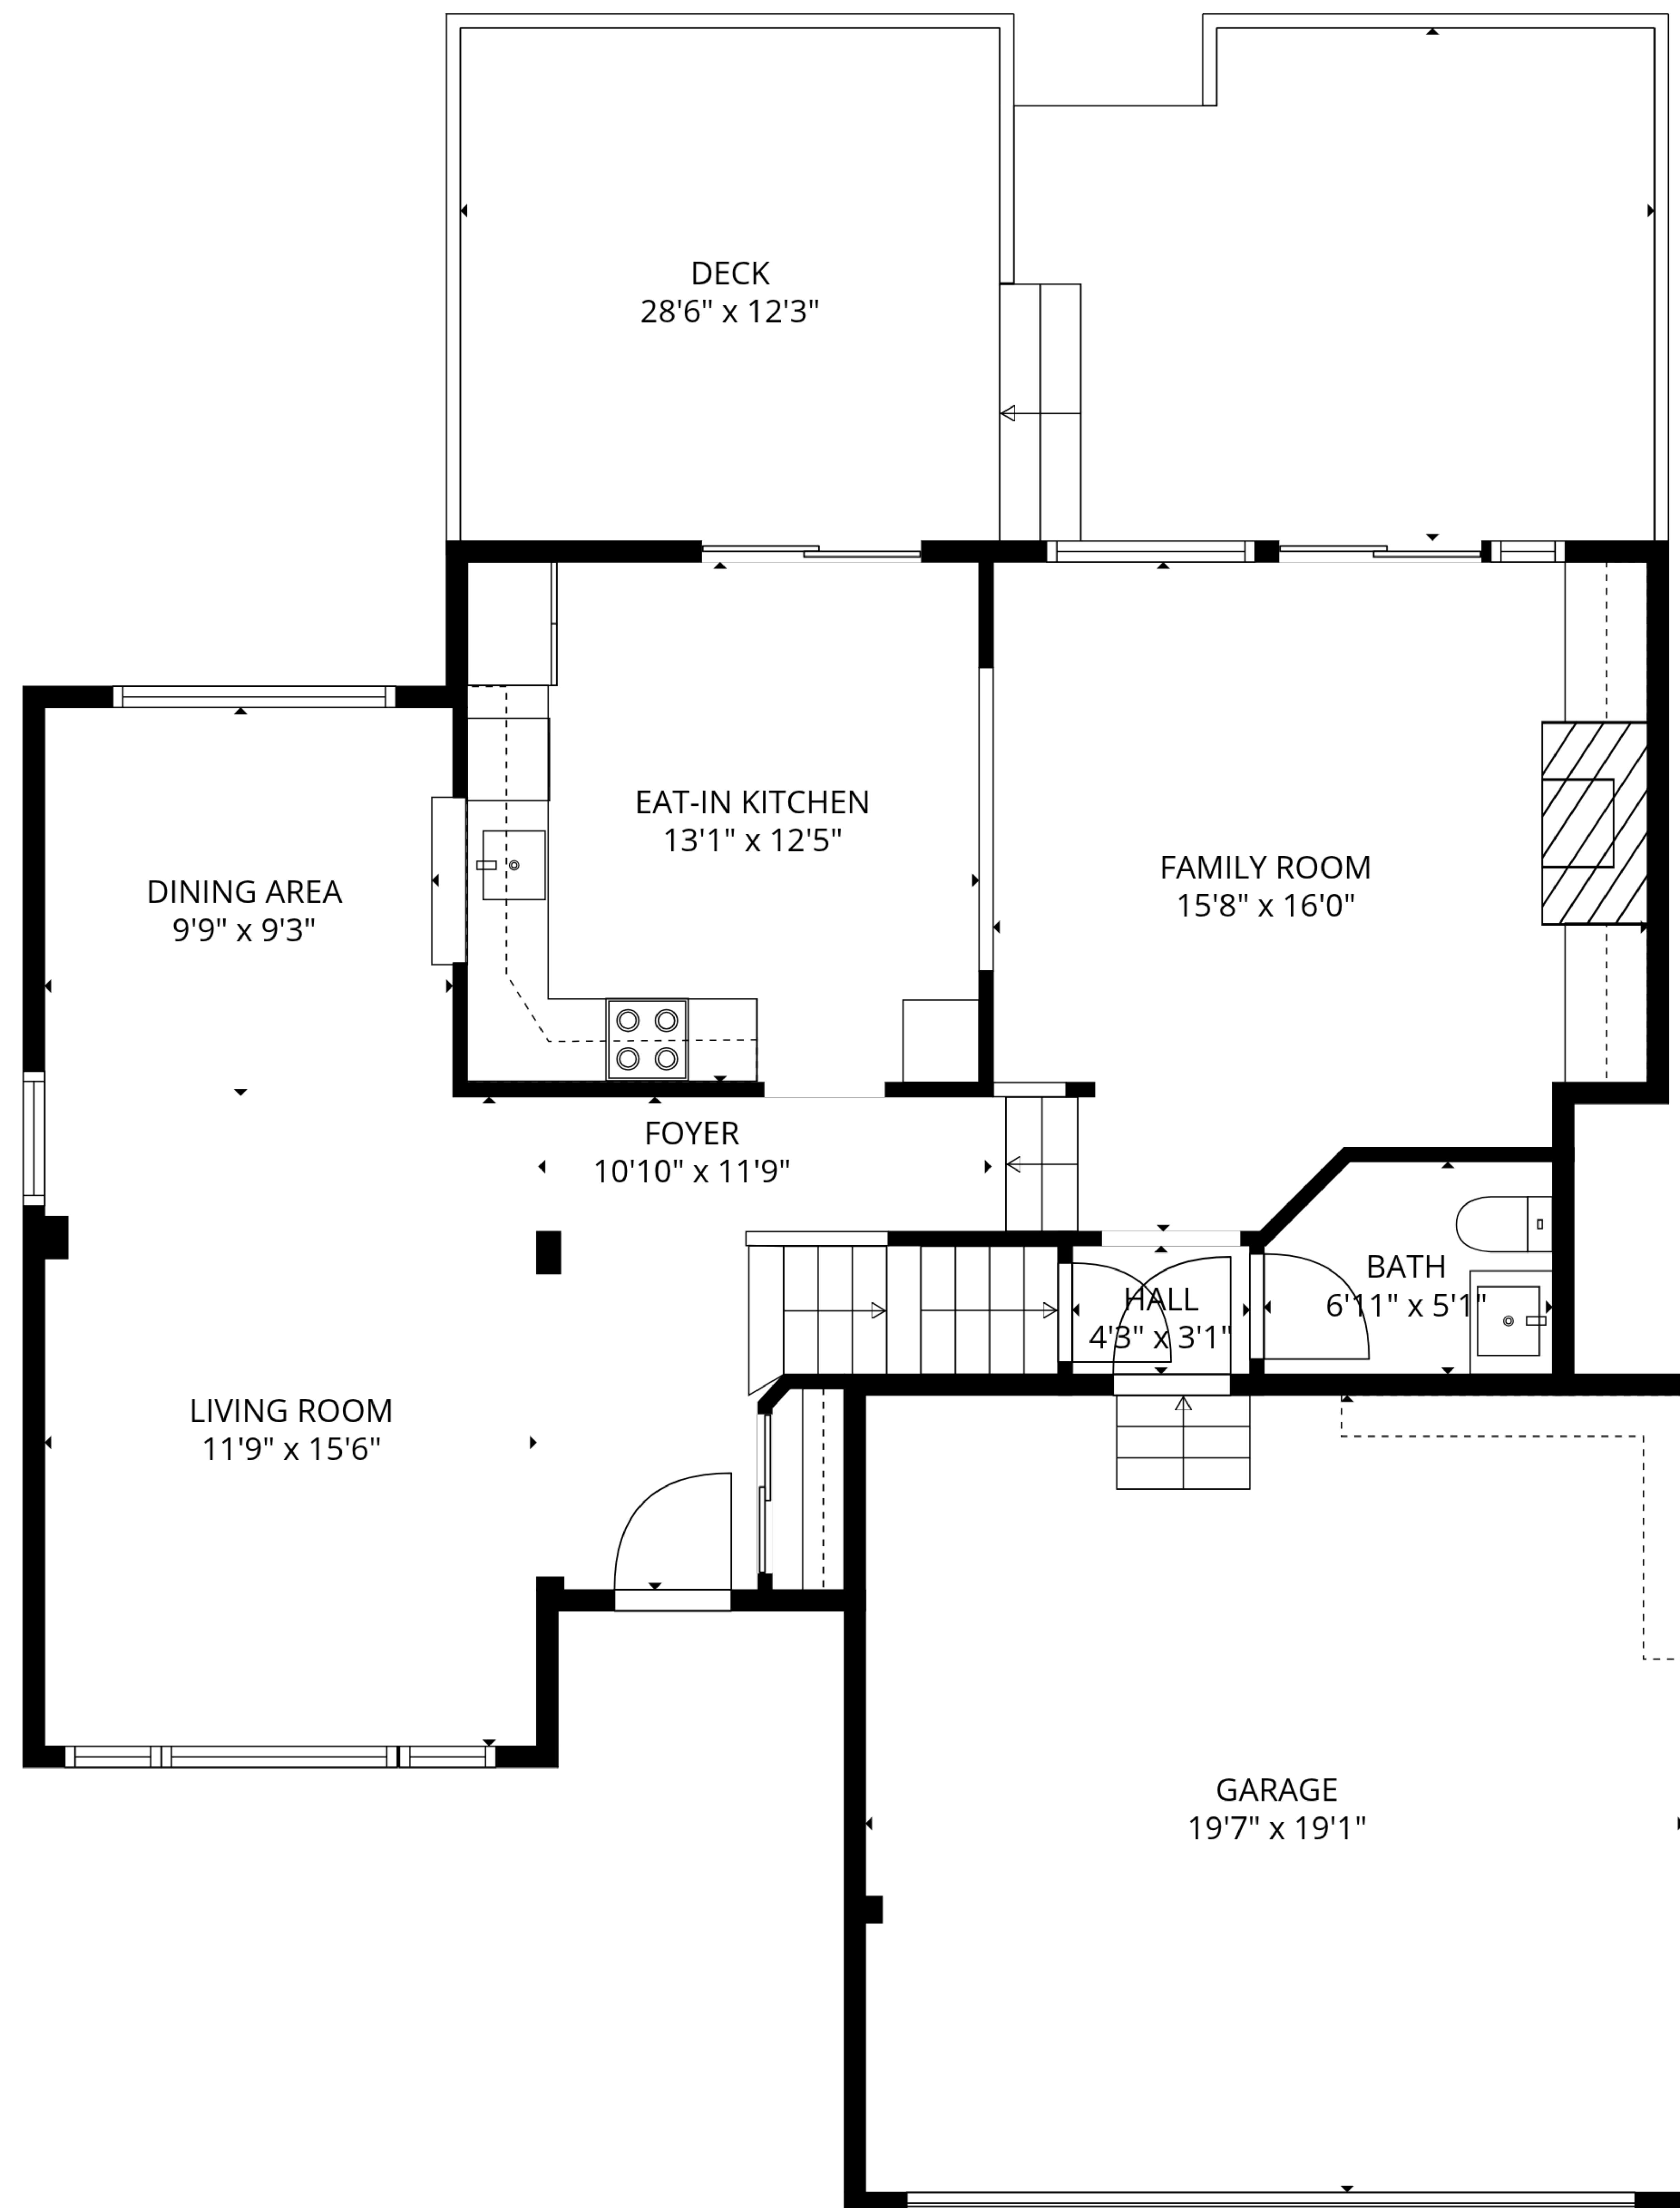 DECK
28'6" x 12'3"
EAT-IN KITCHEN
13'1" x 12'5"
FAMILY ROOM
15'8" x 16'0"
DINING AREA
9'9" x 9'3"
FOYER
10'10" x 11'9"
BATH
6'11" x 5'1"
HALL
4'3" x 3'1"
LIVING ROOM
11'9" x 15'6"
GARAGE
19'7" x 19'1"